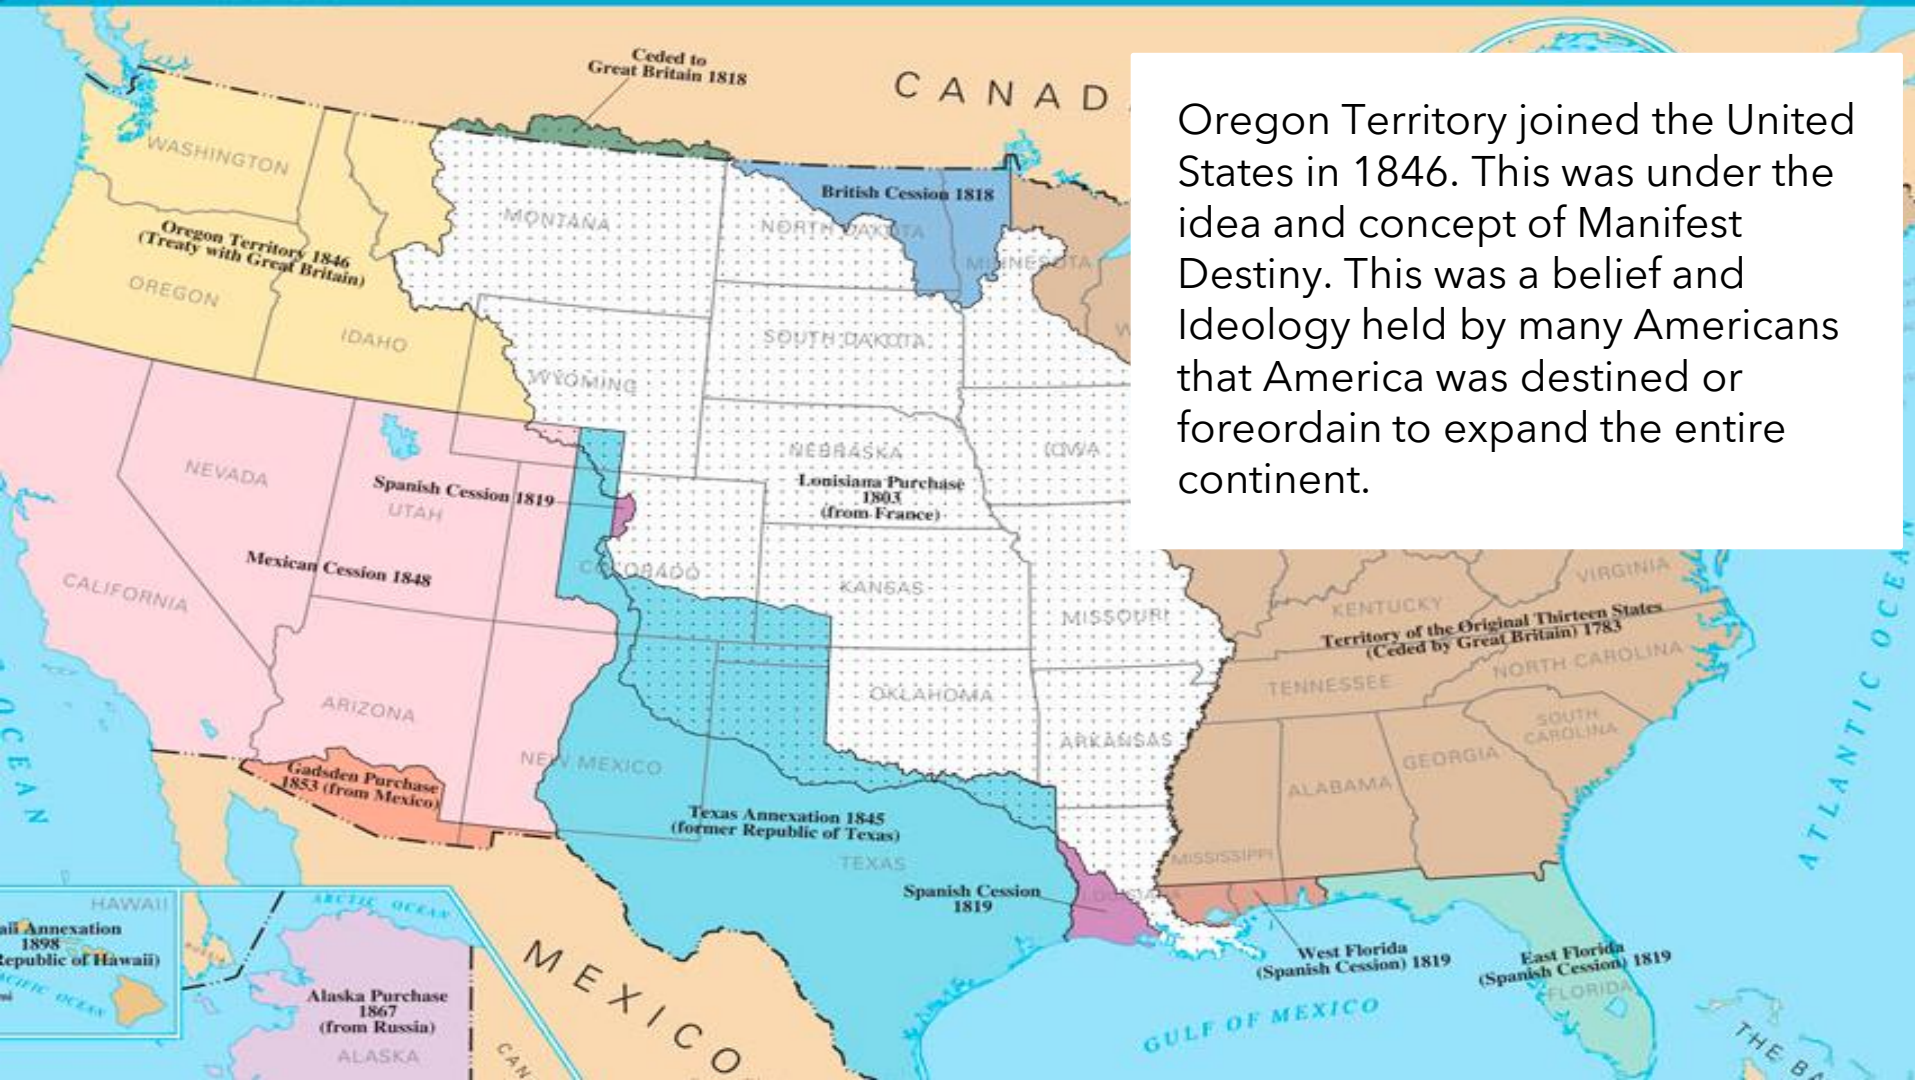 Ceded to
Great Britain 1818
CANAD
Oregon Territory joined the United
States in 1846. This was under the
idea and concept of Manifest
Destiny. This was a belief and
Ideology held by many Americans
that America was destined or
foreordain to expand the entire
continent.
WASHINGTON
Oregon Territory 1846
(Treaty with Great Britain)
OREGON
IDAHO
MONTANA
NORTH DAKOTA
British Cession 1818
MINNESOTA
W
SOUTH DAKOTA
WYOMING
NEBRASKA
IOWA
Lonisiana Purchase
1803
(from France)
NEVADA
Spanish Cession 1819
UTAH
Mexican Cession 1848
CALIFORNIA
COLORADO
KANSAS
MISSOURI
KENTUCKY
VIRGINIA
Territory of the Original Thirteen States
(Ceded by Great Britain) 1783
NORTH CAROLINA
TENNESSEE
SOUTH
CAROLINA
ARIZONA
NEW MEXICO
OKLAHOMA
ARKANSAS
GEORGIA
ALABAMA
MISSISSIPPI
Gadsden Purchase
1853 (from Mexico)
Texas Annexation 1845
(former Republic of Texas)
TEXAS
Spanish Cession
1819
LOUISIANA
West Florida
(Spanish Cession) 1819
East Florida
(Spanish Cession) 1819
FLORIDA
OCEAN
ATLANTIC OCEAN
GULF OF MEXICO
MEXICO
THE BA
HAWAII
aii Annexation
1898
Republic of Hawaii)
ACIFIC OCEAN
ARCTIC OCEAN
Alaska Purchase
1867
(from Russia)
ALASKA
CAN